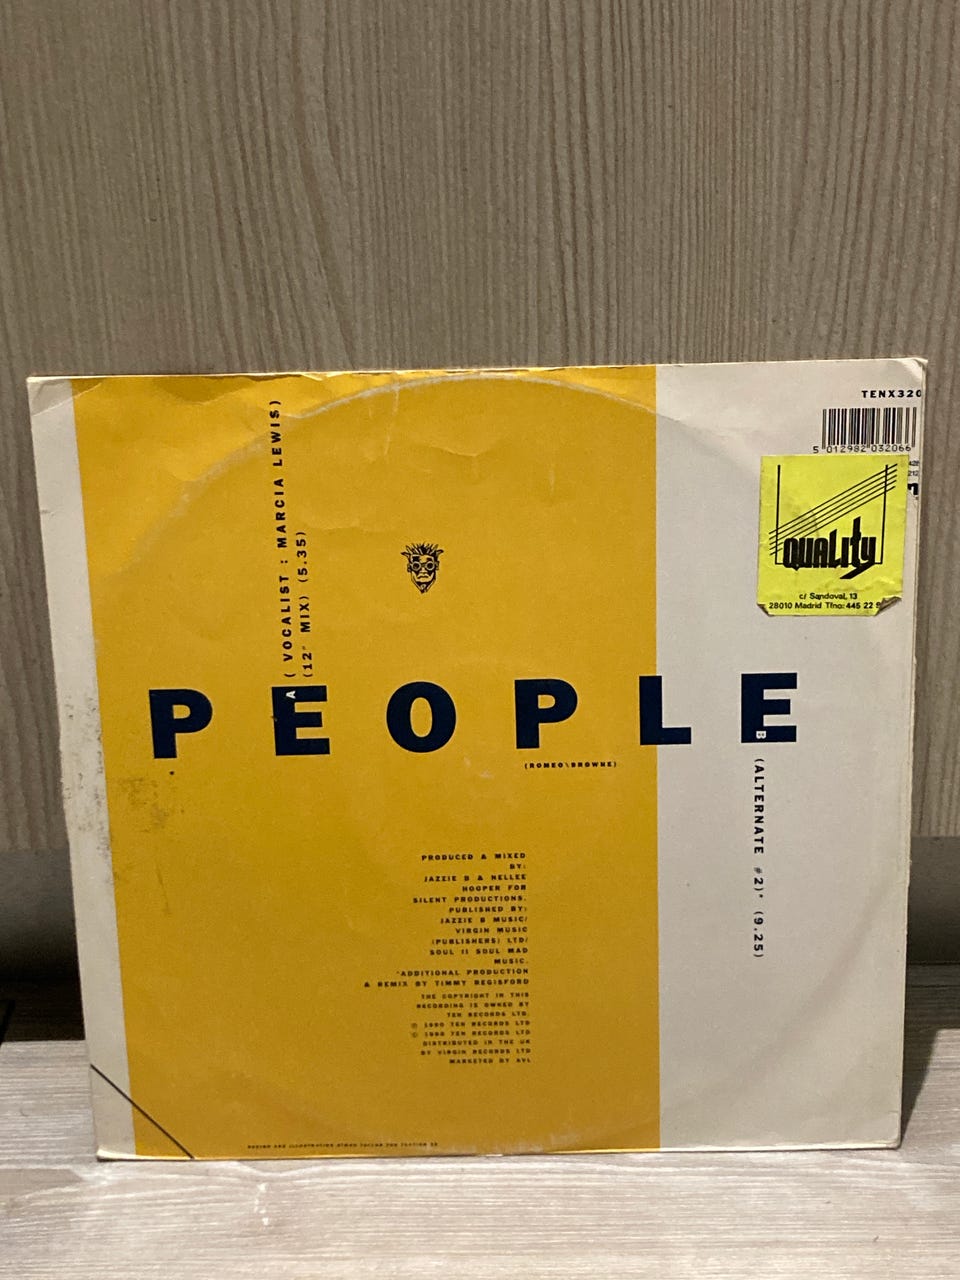 TENX320
5 012982 032066
QUALITY
c/ Sandoval, 13
28010 Madrid Tfno: 445 22
A (VOCALIST : MARCIA LEWIS)
(12" MIX) (5.35)
PEOPLE
(ROMEO\BROWNE)
B (ALTERNATE #2)* (9.25)
PRODUCED & MIXED
BY:
JAZZIE B & NELLEE
HOOPER FOR
SILENT PRODUCTIONS.
PUBLISHED BY:
JAZZIE B MUSIC/
VIRGIN MUSIC
(PUBLISHERS) LTD/
SOUL II SOUL MAD
MUSIC.
*ADDITIONAL PRODUCTION
& REMIX BY TIMMY REGISFORD
THE COPYRIGHT IN THIS
RECORDING IS OWNED BY
TEN RECORDS LTD.
℗ 1990 TEN RECORDS LTD
© 1990 TEN RECORDS LTD
DISTRIBUTED IN THE UK
BY VIRGIN RECORDS LTD
MARKETED BY AVL
DESIGN AND ILLUSTRATION